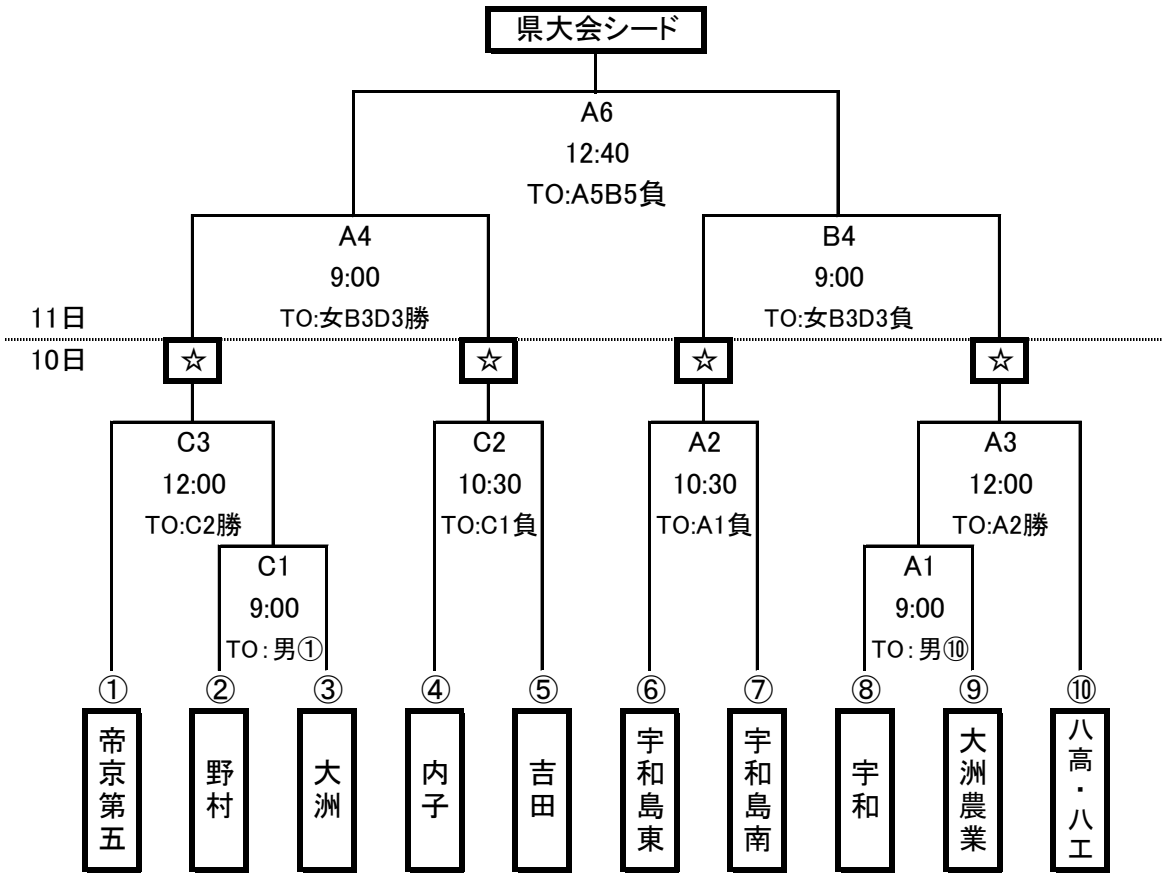 県大会シード
A6
12:40
TO:A5B5負
A4
9:00
TO:女B3D3勝
B4
9:00
TO:女B3D3負
11日
10日
☆
☆
☆
☆
C3
12:00
TO:C2勝
C2
10:30
TO:C1負
A2
10:30
TO:A1負
A3
12:00
TO:A2勝
C1
9:00
TO:男①
A1
9:00
TO:男⑩
①
②
③
④
⑤
⑥
⑦
⑧
⑨
⑩
帝京第五
野村
大洲
内子
吉田
宇和島東
宇和島南
宇和
大洲農業
八高・八工